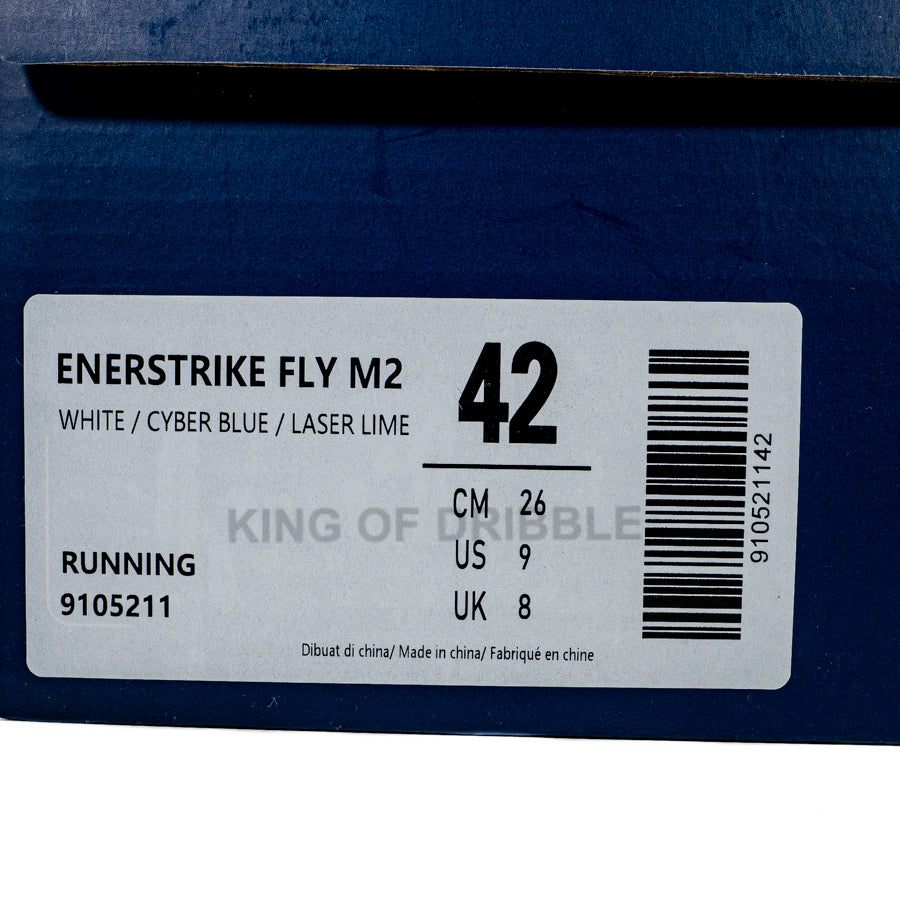 ENERSTRIKE FLY M2
WHITE / CYBER BLUE / LASER LIME
42
CM 26
US 9
UK 8
KING OF DRIBBLE
RUNNING
9105211
910521142
Dibuat di china/ Made in china/ Fabriqué en chine